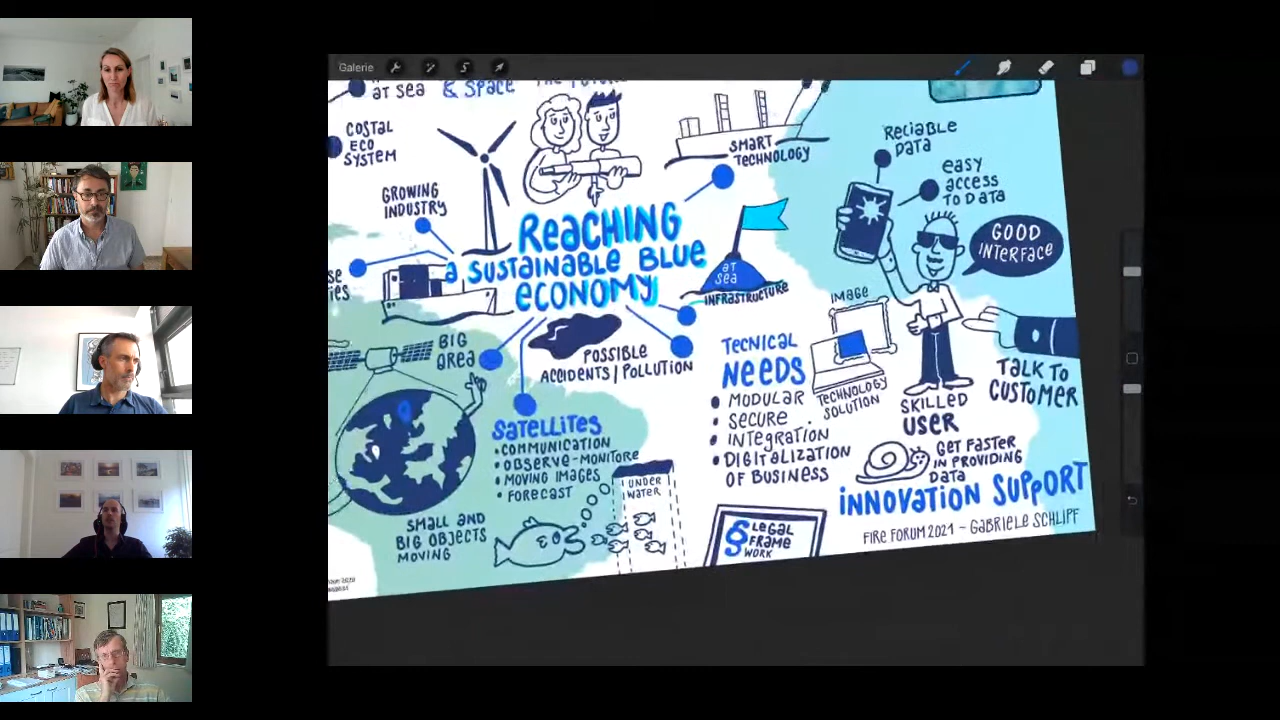 Galerie
AT SEA
& SPACE
COSTAL
ECO
SYSTEM
GROWING
INDUSTRY
SMART
TECHNOLOGY
RELIABLE
DATA
EASY
ACCESS
TO DATA
GOOD
INTERFACE
REACHING
a SUSTAINABLE BLUE
ECONOMY
AT
SEA
INFRASTRUCTURE
IMAGE
BIG
AREA
POSSIBLE
ACCIDENTS / POLLUTION
TECNICAL
NEEDS
• MODULAR
• SECURE
• INTEGRATION
• DIGITALIZATION
OF BUSINESS
TECHNOLOGY
SOLUTION
SKILLED
USER
TALK TO
CUSTOMER
SATELLITES
• COMMUNICATION
• OBSERVE-MONITORE
• MOVING IMAGES
• FORECAST
UNDER
WATER
GET FASTER
IN PROVIDING
DATA
INNOVATION SUPPORT
SMALL AND
BIG OBJECTS
MOVING
§ LEGAL
FRAME
WORK
FIRE FORUM 2021 – GABRIELE SCHLIPF